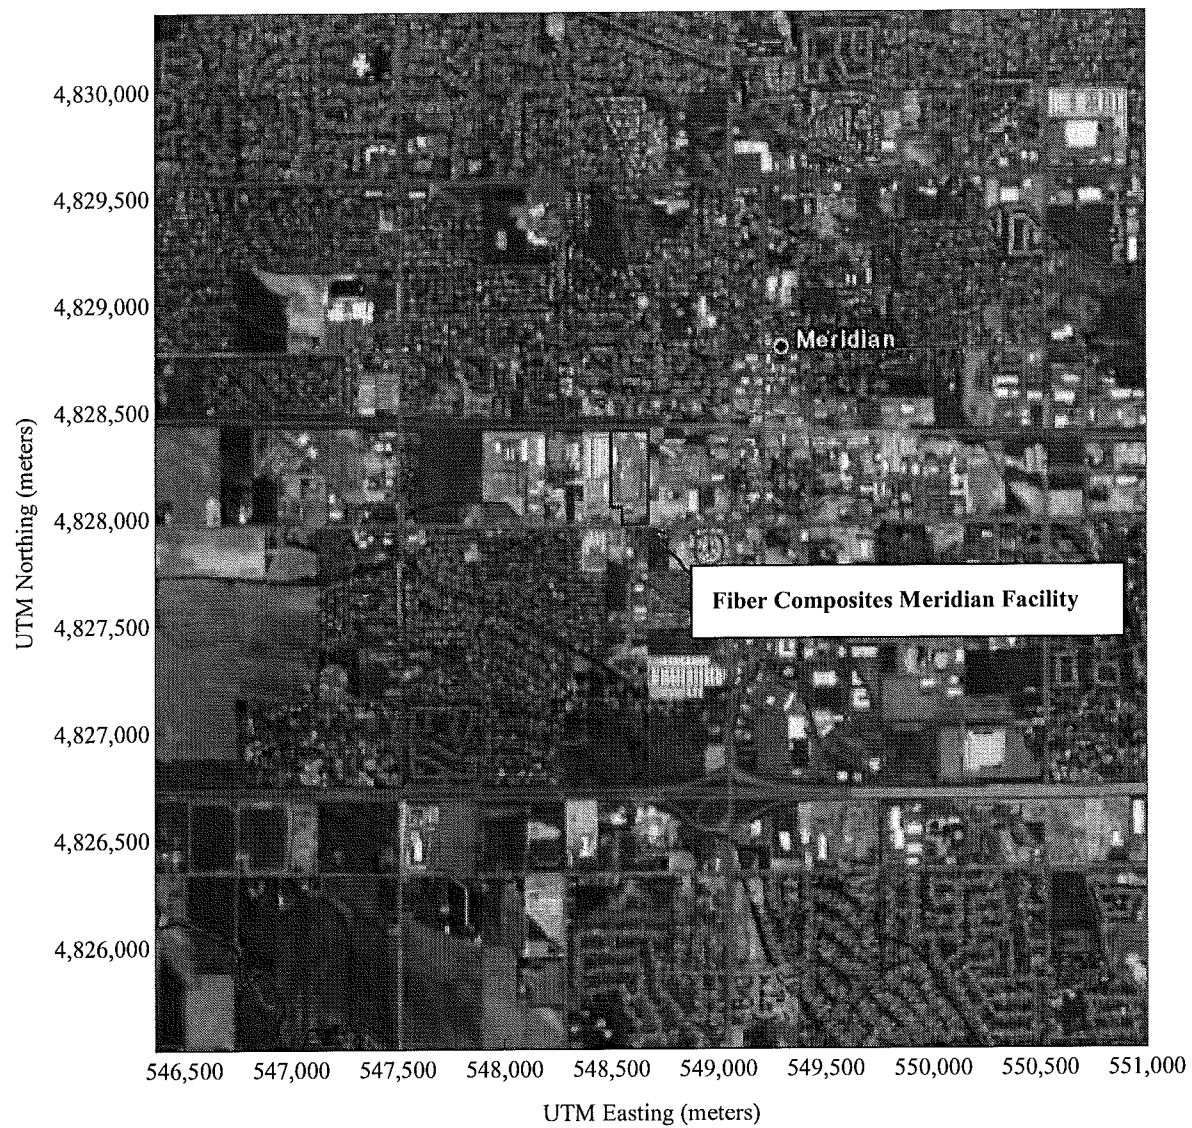 4,830,000
4,829,500
4,829,000
Meridian
4,828,500
4,828,000
Fiber Composites Meridian Facility
4,827,500
4,827,000
4,826,500
4,826,000
UTM Northing (meters)
546,500 547,000 547,500 548,000 548,500 549,000 549,500 550,000 550,500 551,000
UTM Easting (meters)